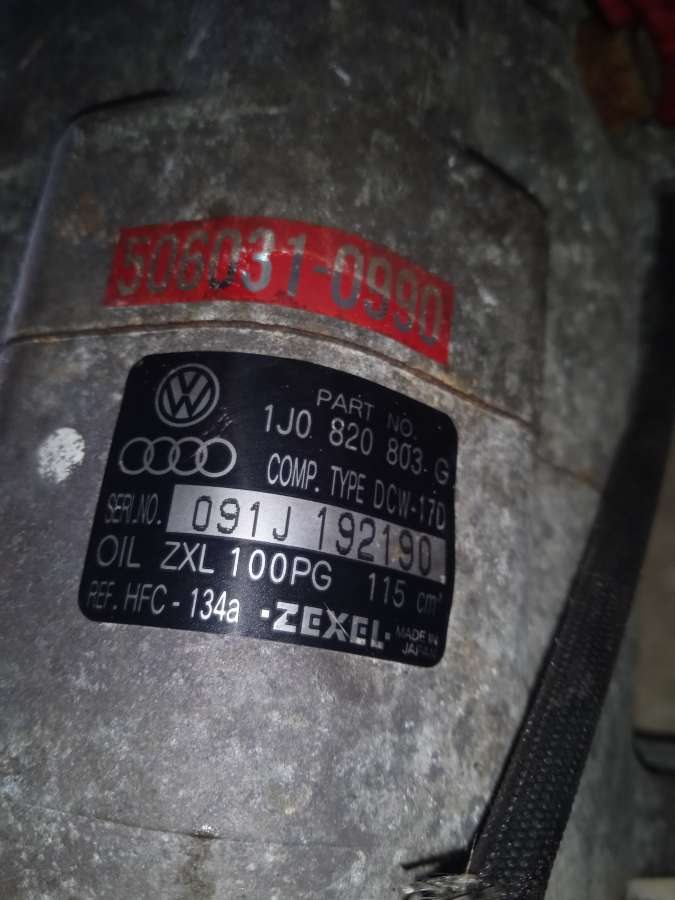 506031-0990
PART NO.
1J0 820 803 G
COMP. TYPE DCW-17D
SERI.NO. 091J 192190
OIL ZXL 100PG 115 cm³
REF. HFC - 134a ·ZEXEL· MADE IN JAPAN